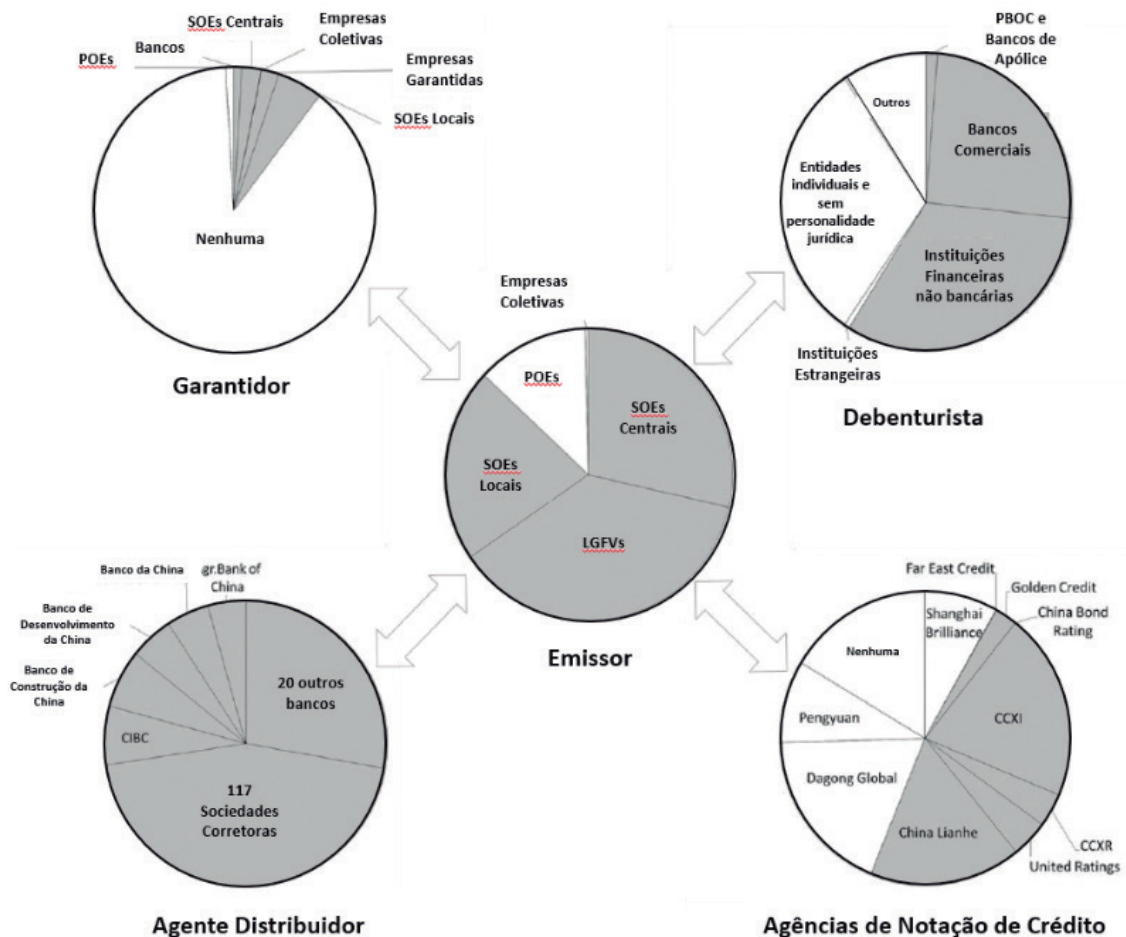 SOEs Centrais
Empresas
Coletivas
Bancos
POEs
Empresas
Garantidas
SOEs Locais
Nenhuma
Garantidor
PBOC e
Bancos de
Apólice
Outros
Bancos
Comerciais
Entidades
individuais e
sem
personalidade
jurídica
Instituições
Financeiras
não bancárias
Instituições
Estrangeiras
Debenturista
Empresas
Coletivas
POEs
SOEs
Centrais
SOEs
Locais
LGFVs
Emissor
Banco da China
gr.Bank of
China
Banco de
Desenvolvimento
da China
Banco de
Construção da
China
20 outros
bancos
CIBC
117
Sociedades
Corretoras
Agente Distribuidor
Far East Credit
Golden Credit
China Bond
Rating
Shanghai
Brilliance
Nenhuma
CCXI
Pengyuan
Dagong Global
China Lianhe
CCXR
United Ratings
Agências de Notação de Crédito